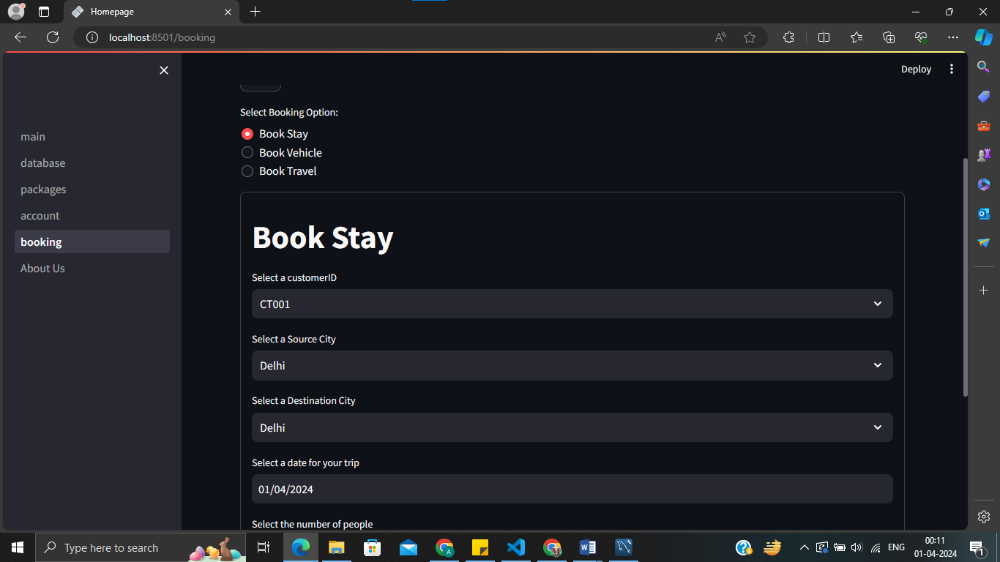 Homepage
localhost:8501/booking
Deploy
main
database
packages
account
booking
About Us
Select Booking Option:
Book Stay
Book Vehicle
Book Travel
Book Stay
Select a customerID
CT001
Select a Source City
Delhi
Select a Destination City
Delhi
Select a date for your trip
01/04/2024
Select the number of people
Type here to search
ENG
00:11
01-04-2024
1